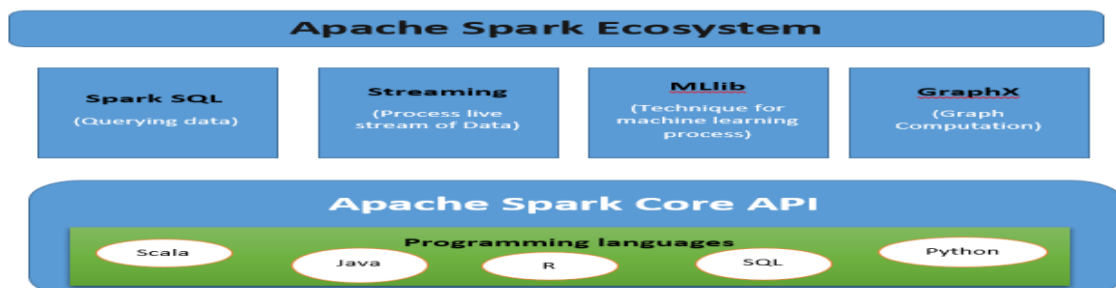 Apache Spark Ecosystem
Spark SQL
(Querying data)
Streaming
(Process live
stream of Data)
MLlib
(Technique for
machine learning
process)
GraphX
(Graph
Computation)
Apache Spark Core API
Programming languages
Scala
Java
R
SQL
Python